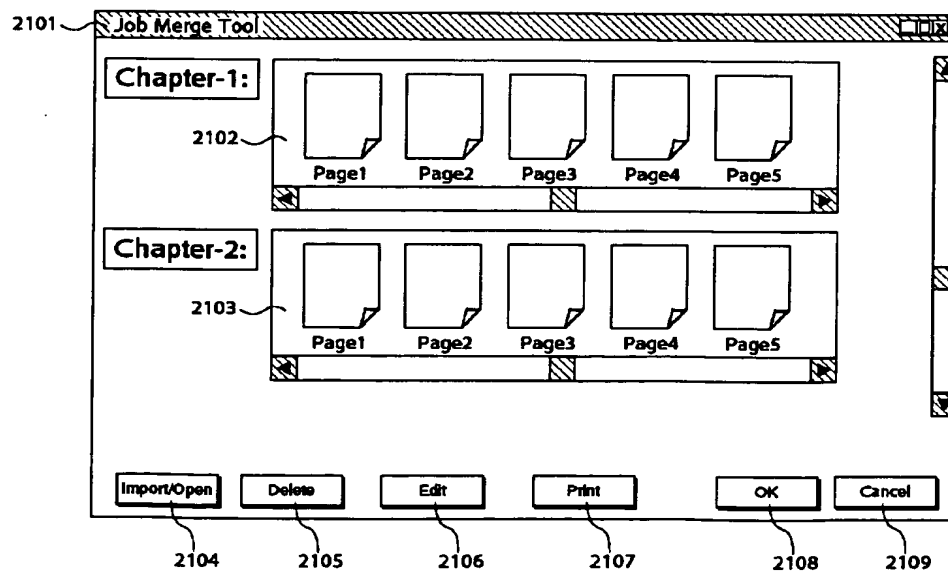 2101 Job Merge Tool
Chapter-1:
2102
Page1 Page2 Page3 Page4 Page5
Chapter-2:
2103
Page1 Page2 Page3 Page4 Page5
Import/Open Delete Edit Print OK Cancel
2104 2105 2106 2107 2108 2109